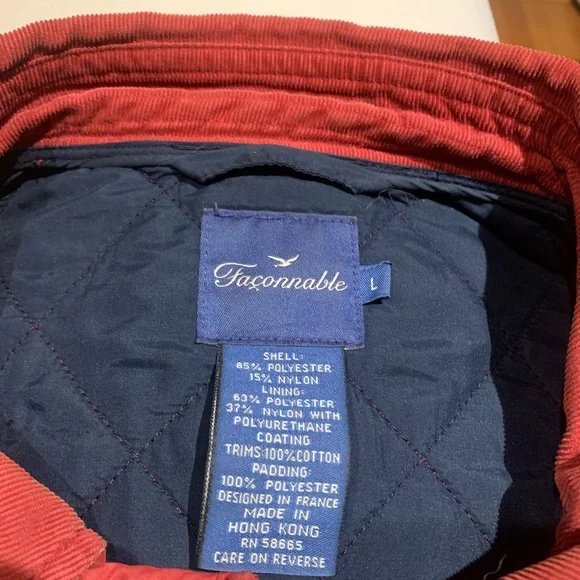 Façonnable
L
SHELL:
85% POLYESTER
15% NYLON
LINING:
63% POLYESTER
37% NYLON WITH
POLYURETHANE
COATING
TRIMS:100%COTTON
PADDING:
100% POLYESTER
DESIGNED IN FRANCE
MADE IN
HONG KONG
RN 58665
CARE ON REVERSE